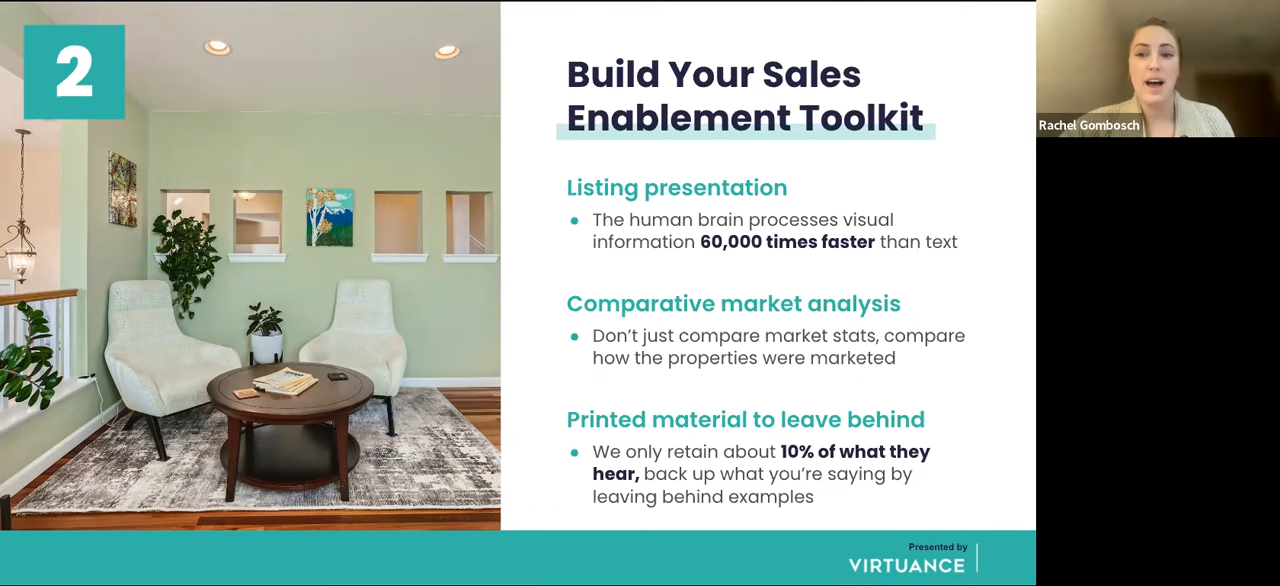 2
Build Your Sales
Enablement Toolkit
Listing presentation
• The human brain processes visual
information 60,000 times faster than text
Comparative market analysis
• Don’t just compare market stats, compare
how the properties were marketed
Printed material to leave behind
• We only retain about 10% of what they
hear, back up what you’re saying by
leaving behind examples
Presented by
VIRTUANCE
Rachel Gombosch